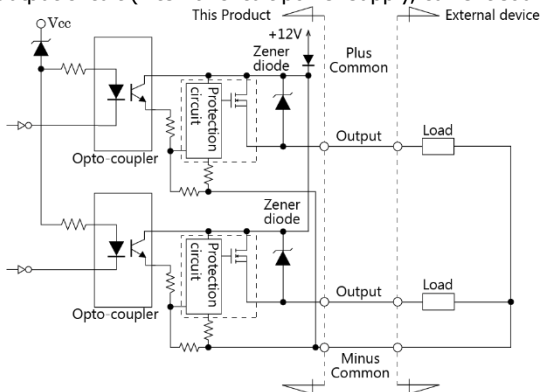 This Product
External device
Vcc
+12V
Zener
diode
Plus
Common
Protection
circuit
Output
Load
Opto-coupler
Zener
diode
Protection
circuit
Output
Load
Opto-coupler
Minus
Common